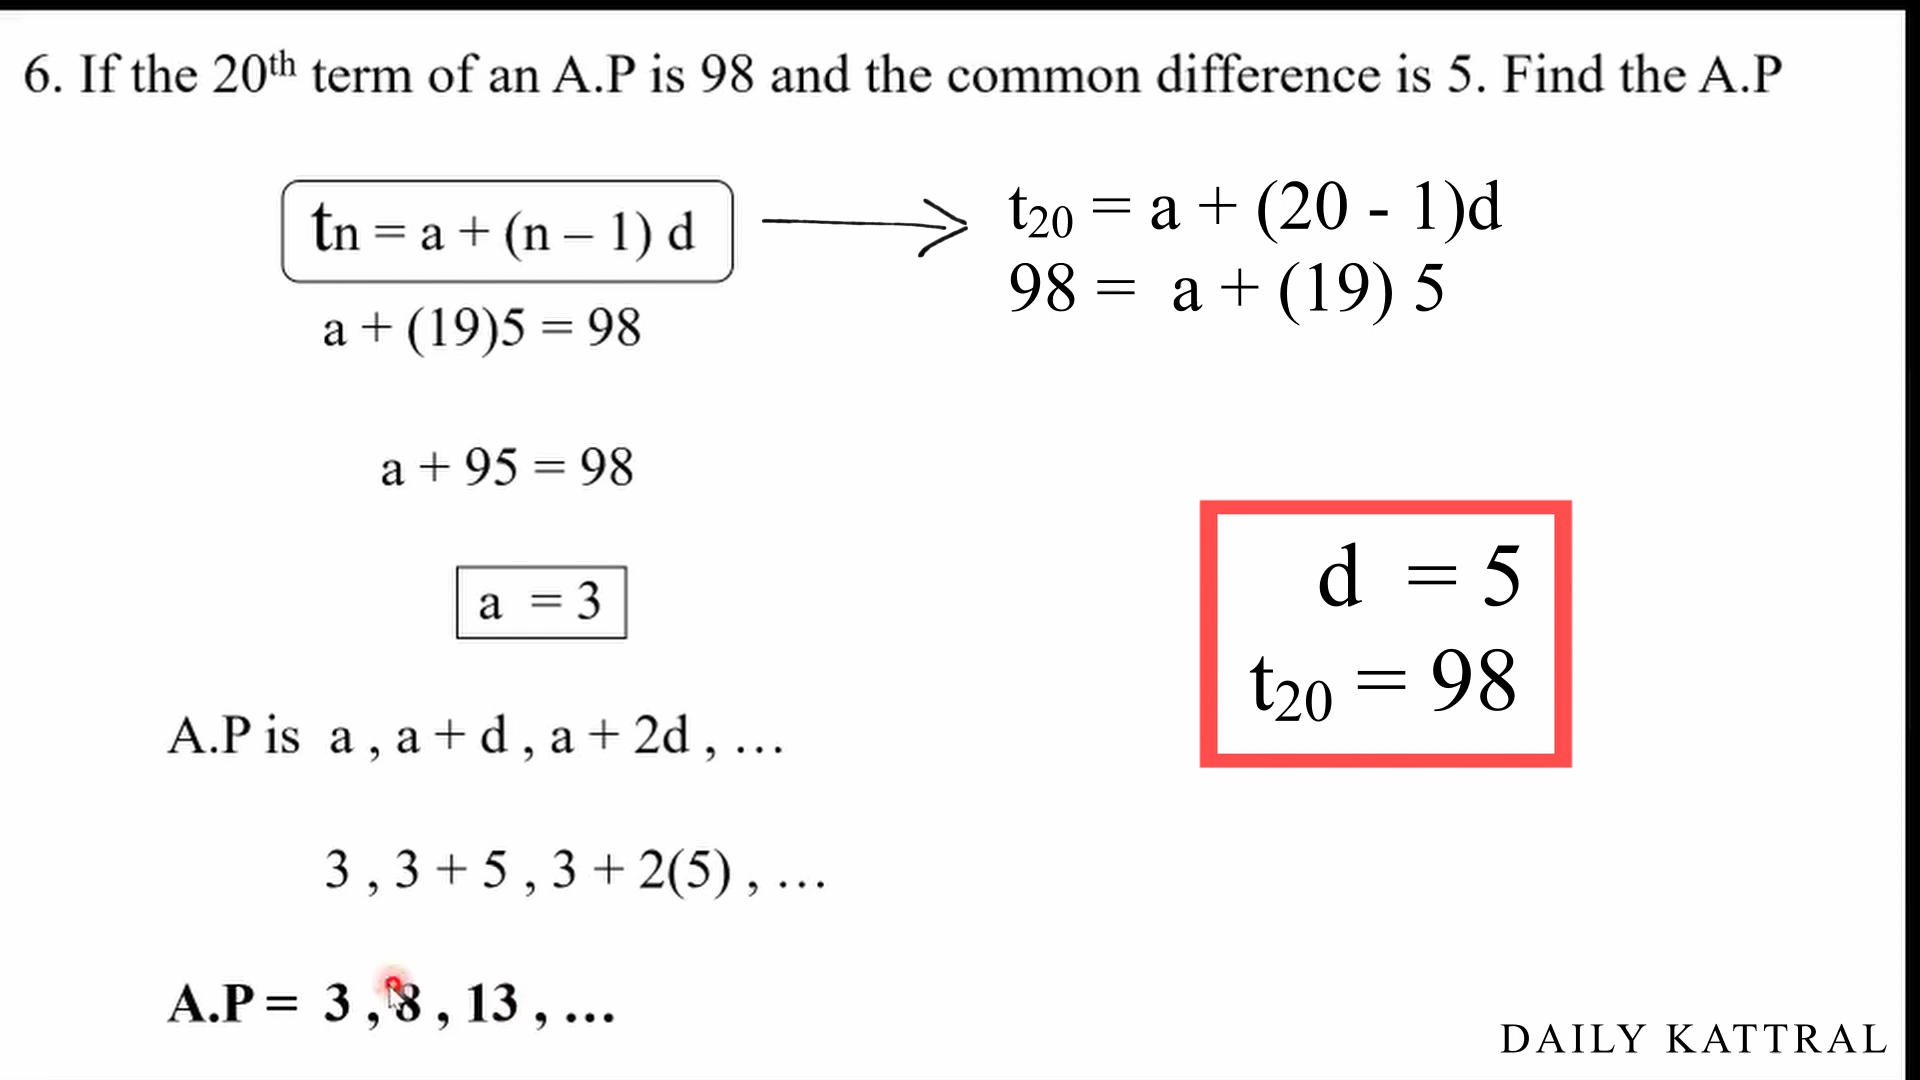 6. If the 20th term of an A.P is 98 and the common difference is 5. Find the A.P
tn = a + (n – 1) d
t20 = a + (20 - 1)d
98 = a + (19) 5
a + (19)5 = 98
a + 95 = 98
a = 3
d = 5
t20 = 98
A.P is a , a + d , a + 2d , …
3 , 3 + 5 , 3 + 2(5) , …
A.P = 3 , 8 , 13 , …
DAILY KATTRAL